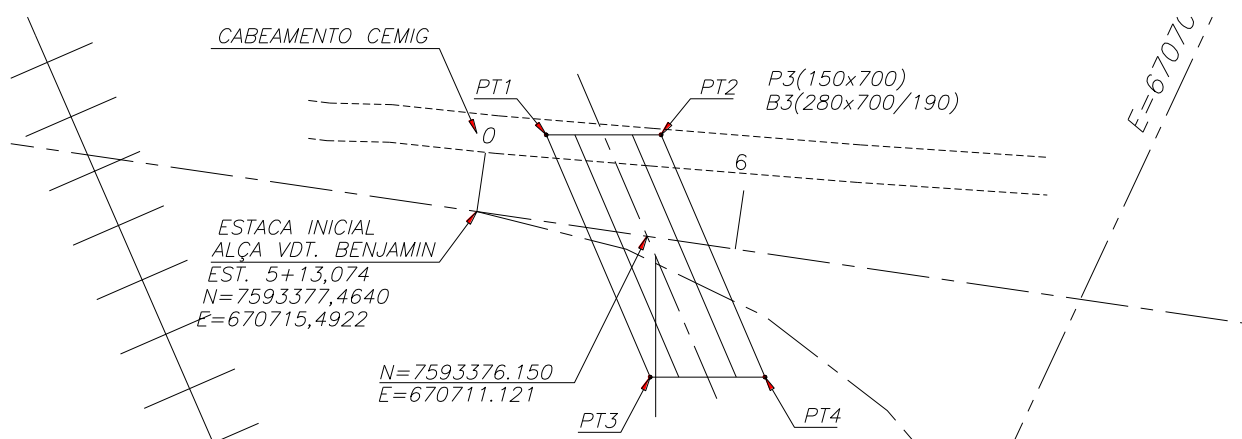 CABEAMENTO CEMIG
PT1
PT2
P3(150x700)
B3(280x700/190)
E=67070
0
6
ESTACA INICIAL
ALÇA VDT. BENJAMIN
EST. 5+13,074
N=7593377,4640
E=670715,4922
N=7593376.150
E=670711.121
PT3
PT4